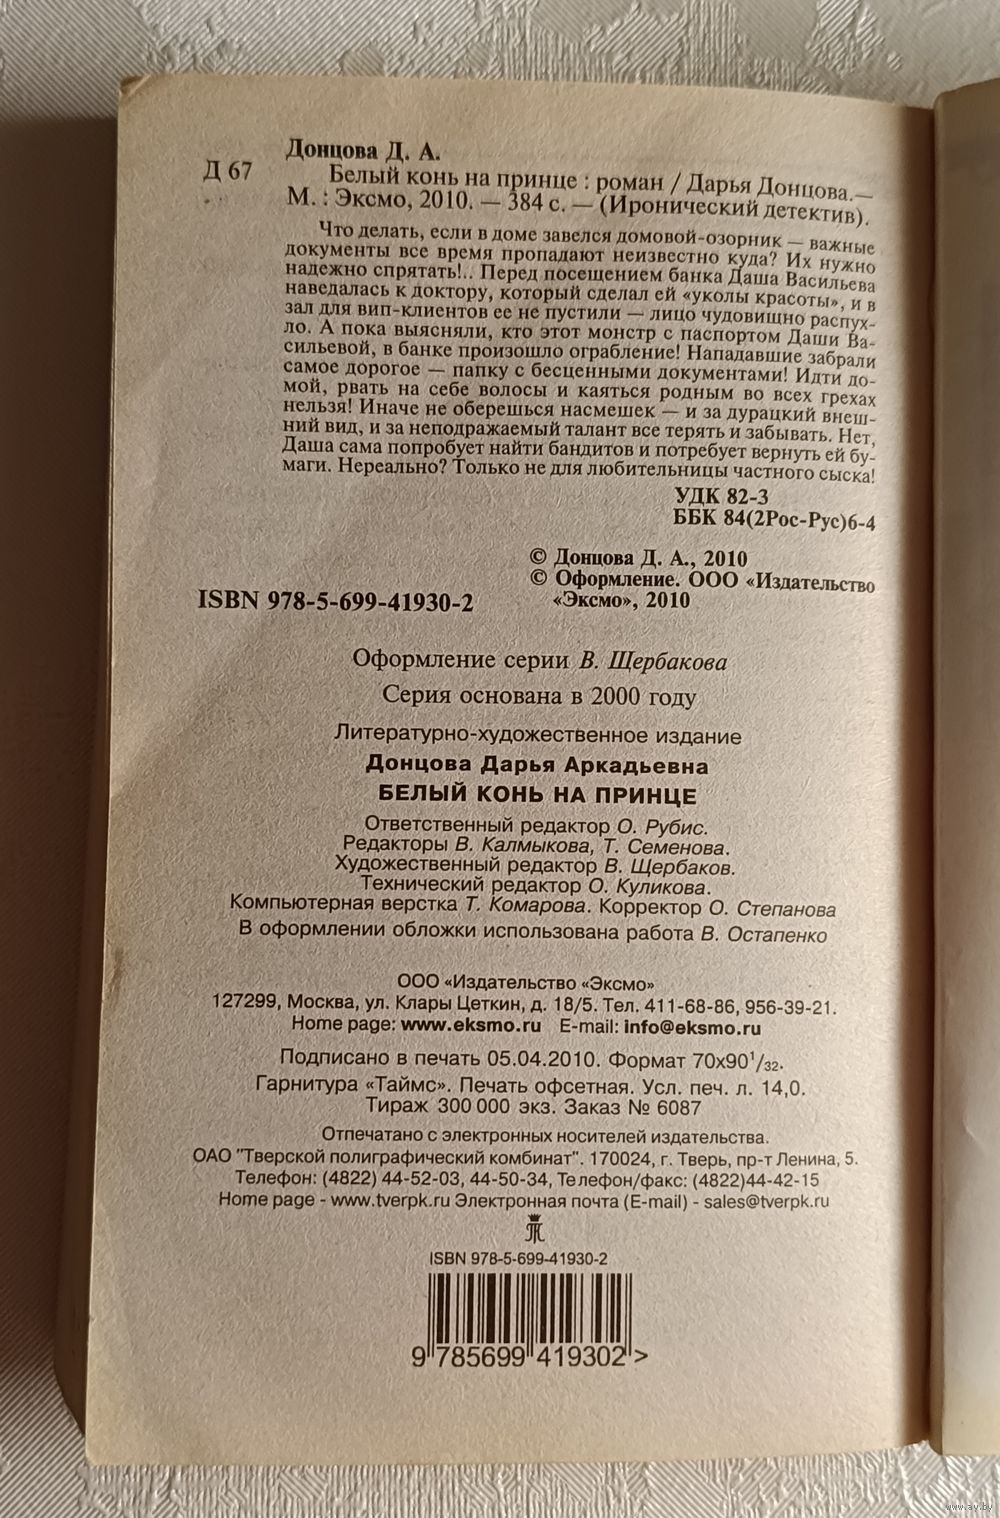 Донцова Д. А.
Д 67
Белый конь на принце : роман / Дарья Донцова.—
М. : Эксмо, 2010. — 384 с. — (Иронический детектив).
Что делать, если в доме завелся домовой-озорник — важные
документы все время пропадают неизвестно куда? Их нужно
надежно спрятать!.. Перед посещением банка Даша Васильева
наведалась к доктору, который сделал ей «уколы красоты», и в
зал для вип-клиентов ее не пустили — лицо чудовищно распух-
ло. А пока выясняли, кто этот монстр с паспортом Даши Ва-
сильевой, в банке произошло ограбление! Нападавшие забрали
самое дорогое — папку с бесценными документами! Идти до-
мой, рвать на себе волосы и каяться родным во всех грехах
нельзя! Иначе не оберешься насмешек — и за дурацкий внеш-
ний вид, и за неподражаемый талант все терять и забывать. Нет,
Даша сама попробует найти бандитов и потребует вернуть ей бу-
маги. Нереально? Только не для любительницы частного сыска!
УДК 82-3
ББК 84(2Рос-Рус)6-4
© Донцова Д. А., 2010
© Оформление. ООО «Издательство
«Эксмо», 2010
ISBN 978-5-699-41930-2
Оформление серии В. Щербакова
Серия основана в 2000 году
Литературно-художественное издание
Донцова Дарья Аркадьевна
БЕЛЫЙ КОНЬ НА ПРИНЦЕ
Ответственный редактор О. Рубис.
Редакторы В. Калмыкова, Т. Семенова.
Художественный редактор В. Щербаков.
Технический редактор О. Куликова.
Компьютерная верстка Т. Комарова. Корректор О. Степанова
В оформлении обложки использована работа В. Остапенко
ООО «Издательство «Эксмо»
127299, Москва, ул. Клары Цеткин, д. 18/5. Тел. 411-68-86, 956-39-21.
Home page: www.eksmo.ru E-mail: info@eksmo.ru
Подписано в печать 05.04.2010. Формат 70х90 1/32.
Гарнитура «Таймс». Печать офсетная. Усл. печ. л. 14,0.
Тираж 300 000 экз. Заказ № 6087
Отпечатано с электронных носителей издательства.
ОАО "Тверской полиграфический комбинат". 170024, г. Тверь, пр-т Ленина, 5.
Телефон: (4822) 44-52-03, 44-50-34, Телефон/факс: (4822)44-42-15
Home page - www.tverpk.ru Электронная почта (E-mail) - sales@tverpk.ru
ISBN 978-5-699-41930-2
9 785699 419302 >
www.ay.by